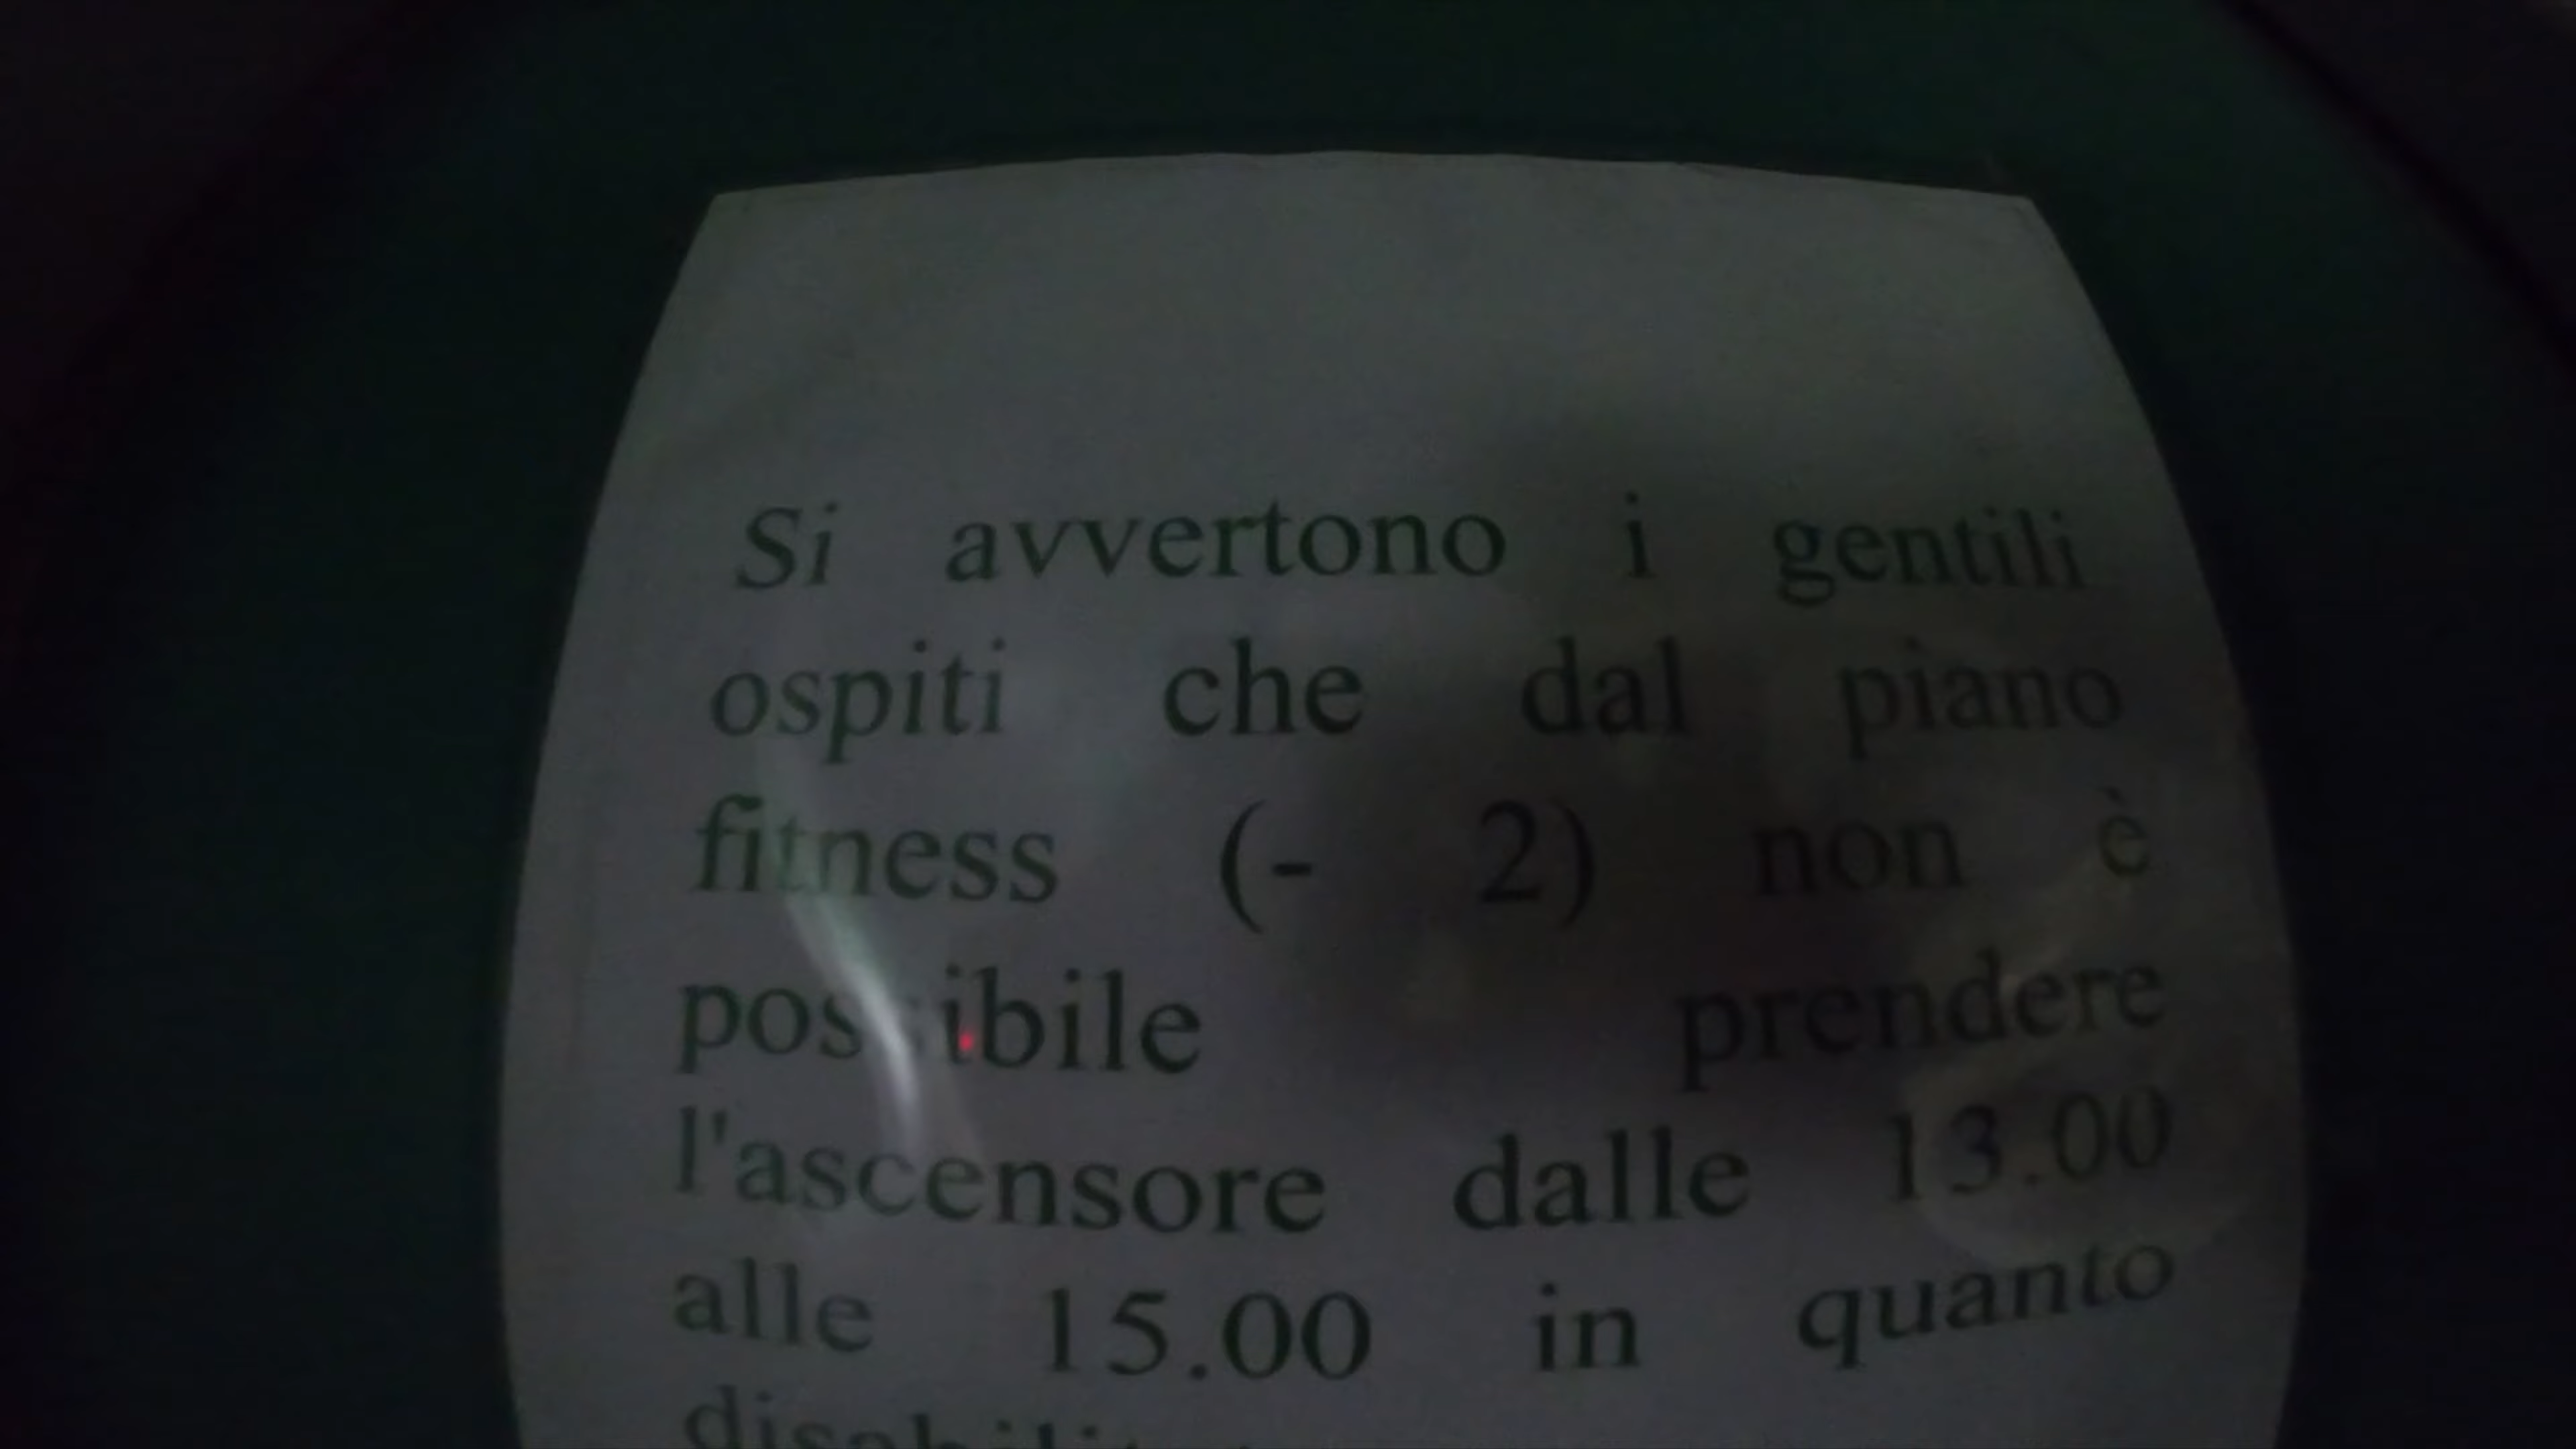 Si avvertono i gentili
ospiti che dal piano
fitness (- 2) non è
possibile prendere
l'ascensore dalle 13.00
alle 15.00 in quanto